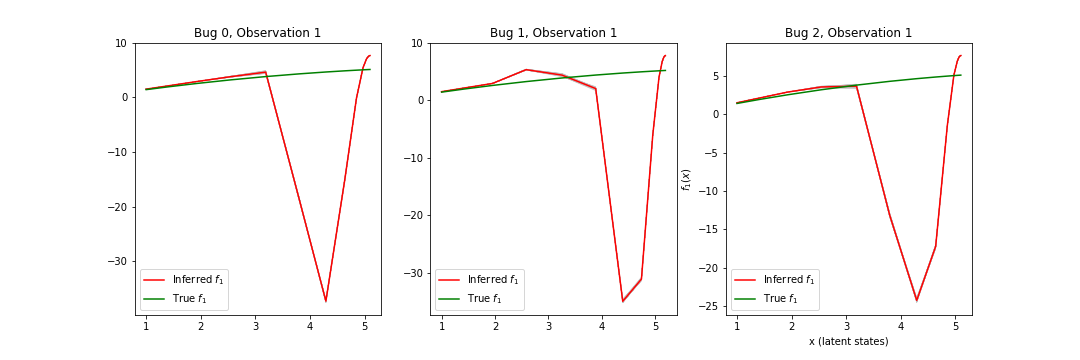 Bug 0, Observation 1
10
0
−10
−20
−30
1
2
3
4
5
Inferred f₁
True f₁
Bug 1, Observation 1
10
0
−10
−20
−30
1
2
3
4
5
Inferred f₁
True f₁
Bug 2, Observation 1
f₁(x)
5
0
−5
−10
−15
−20
−25
1
2
3
4
5
x (latent states)
Inferred f₁
True f₁